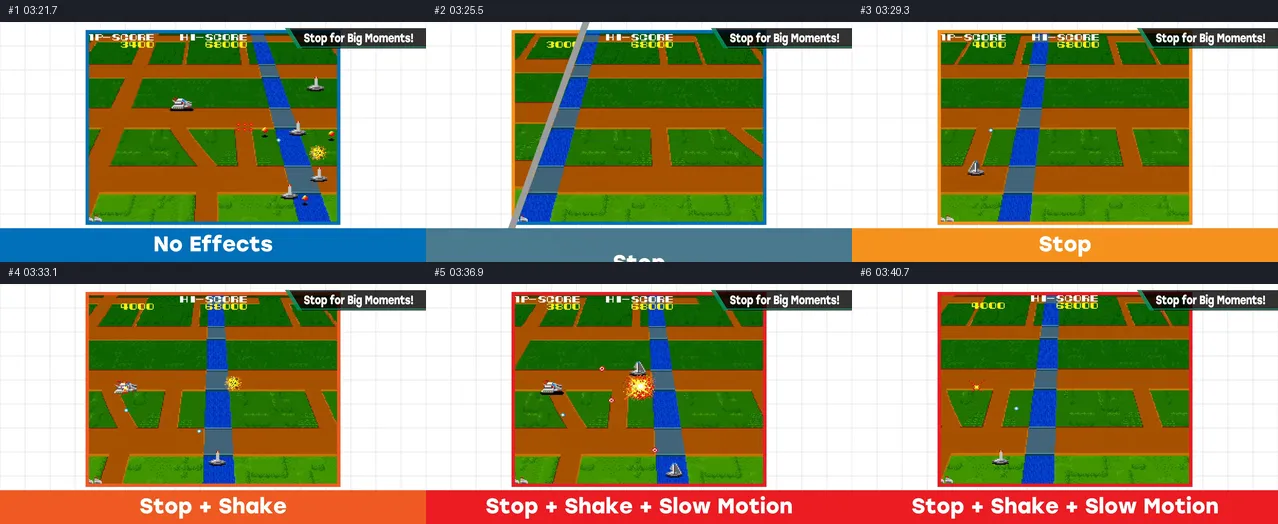 #1 03:21.7
1P-SCORE HI-SCORE
3400 68000
Stop for Big Moments!
No Effects
#2 03:25.5
HI-SCORE
3000 68000
Stop for Big Moments!
Stop
#3 03:29.3
1P-SCORE HI-SCORE
4000 68000
Stop for Big Moments!
Stop
#4 03:33.1
HI-SCORE
4000 68000
Stop for Big Moments!
Stop + Shake
#5 03:36.9
1P-SCORE HI-SCORE
3800 68000
Stop for Big Moments!
Stop + Shake + Slow Motion
#6 03:40.7
HI-SCORE
4000 68000
Stop for Big Moments!
Stop + Shake + Slow Motion